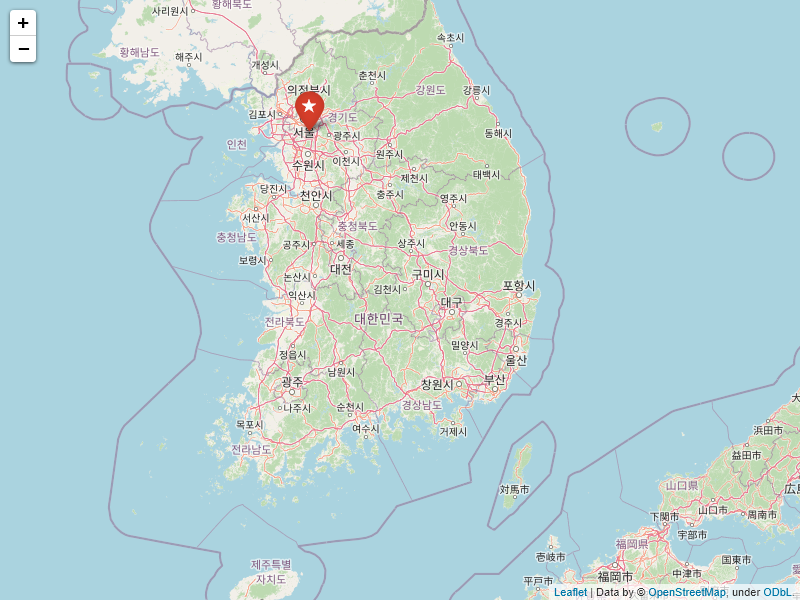 +
−
사리원시
황해북도
속초시
황해남도
해주시
개성시
춘천시
의정부시
강원도
강릉시
김포시
경기도
서울
광주시
동해시
인천
수원시
이천시
원주시
태백시
제천시
당진시
천안시
충주시
영주시
서산시
충청북도
안동시
충청남도
공주시
세종
상주시
경상북도
보령시
대전
논산시
구미시
김천시
포항시
익산시
대구
전라북도
대한민국
경주시
정읍시
밀양시
울산
남원시
광주
창원시
부산
나주시
순천시
경상남도
목포시
여수시
거제시
전라남도
浜田市
益田市
対馬市
山口県
広島
山口市
周南市
下関市
宇部市
福岡県
壱岐市
国東市
제주특별
자치도
福岡市
中津市
平戸市
Leaflet | Data by © OpenStreetMap, under ODbL.